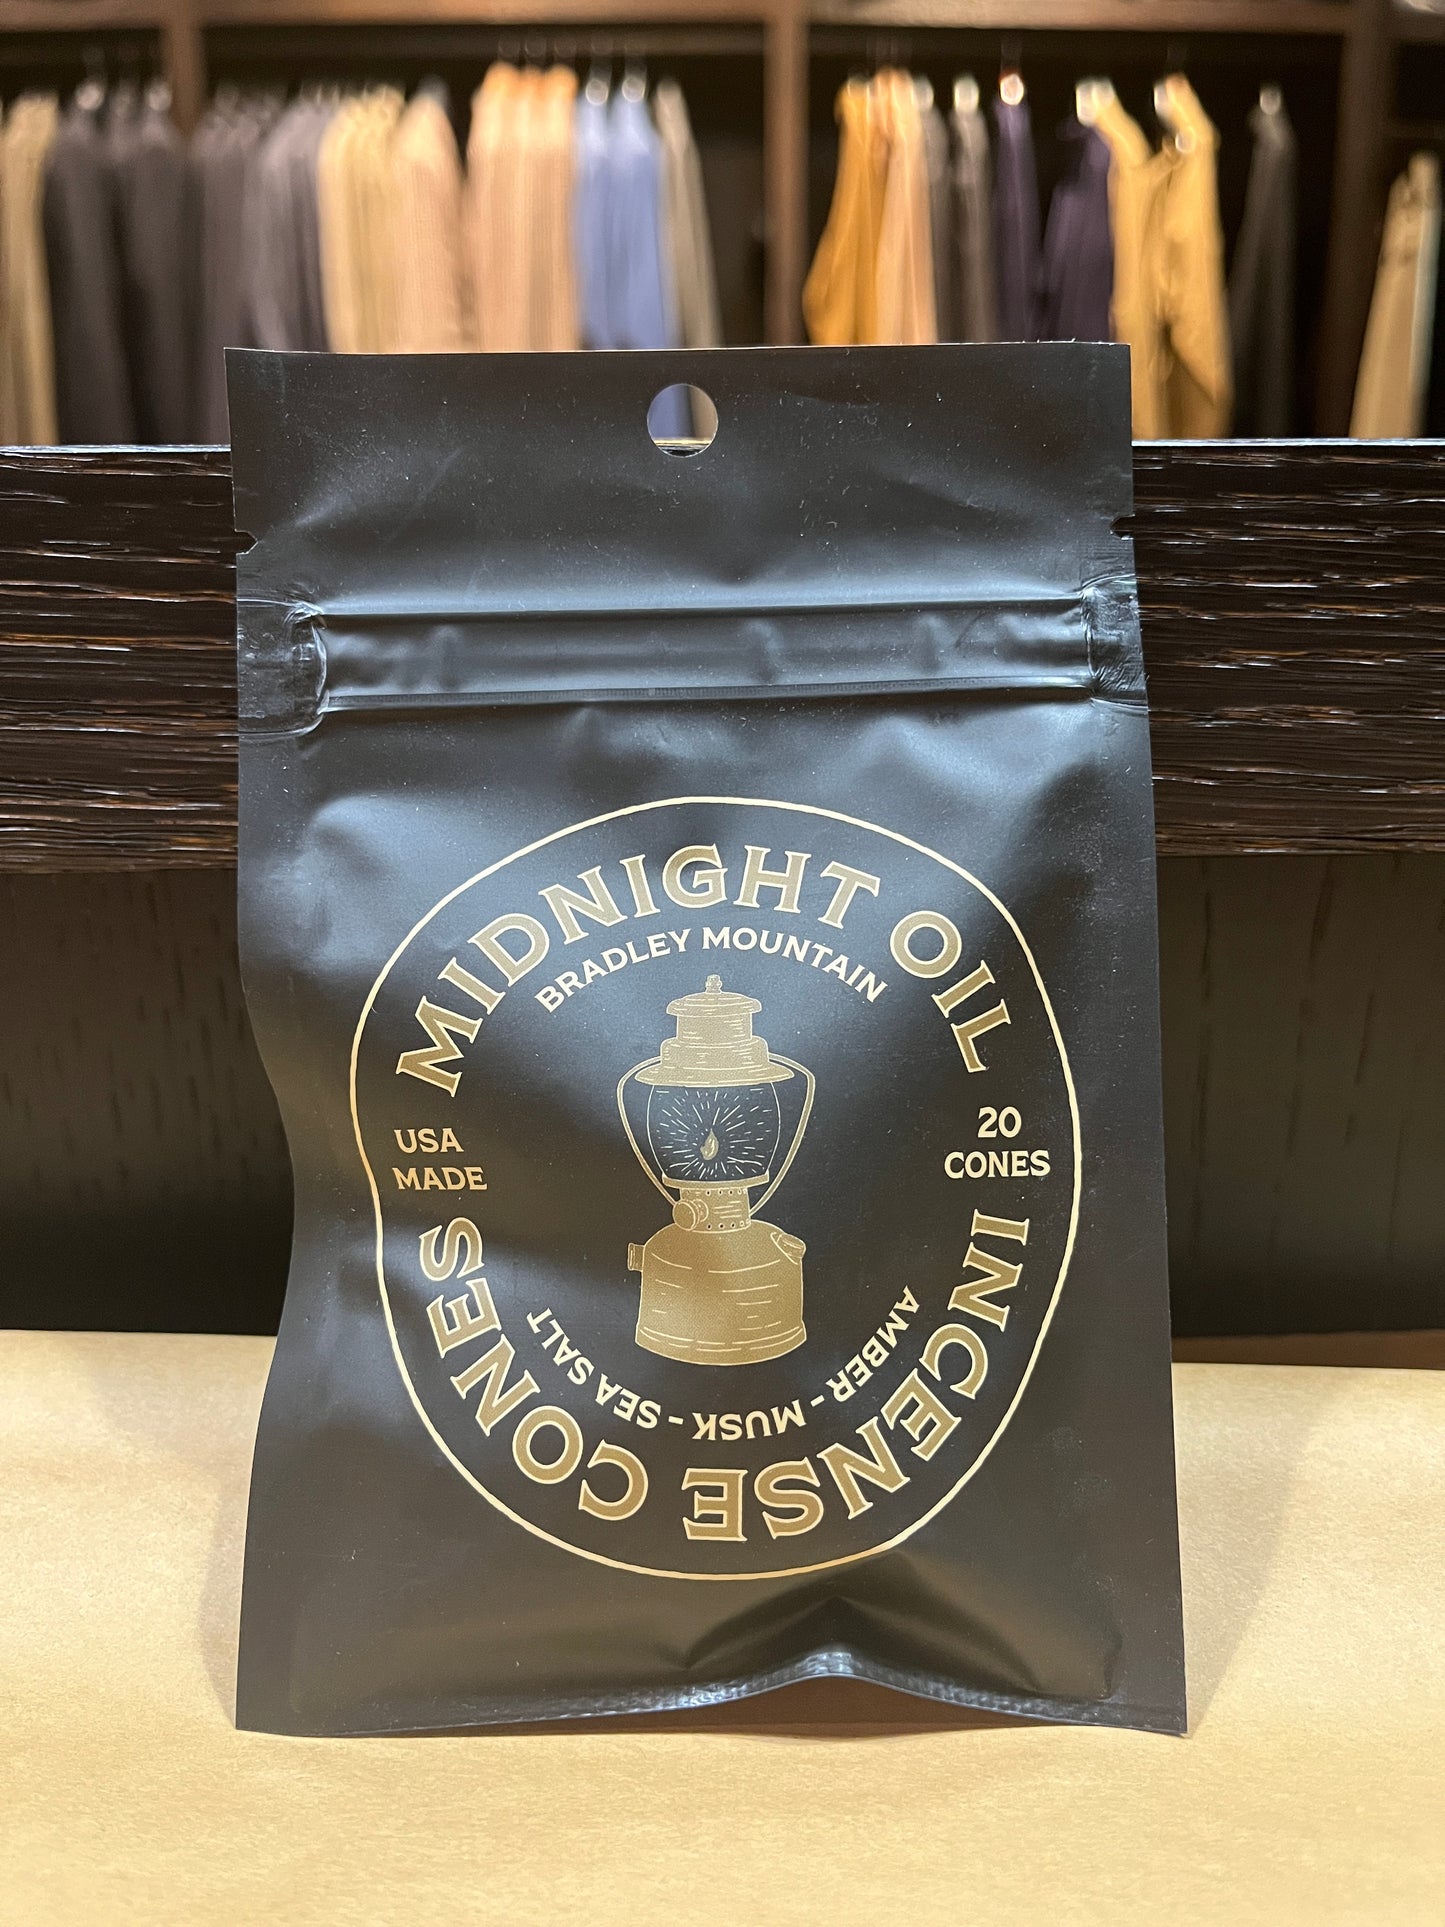 MIDNIGHT OIL
BRADLEY MOUNTAIN
USA
MADE
20
CONES
AMBER - MUSK - SEA SALT
INCENSE CONES